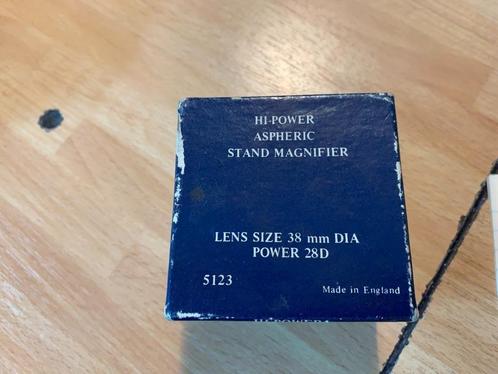 HI-POWER
ASPHERIC
STAND MAGNIFIER
LENS SIZE 38 mm DIA
POWER 28D
5123
Made in England